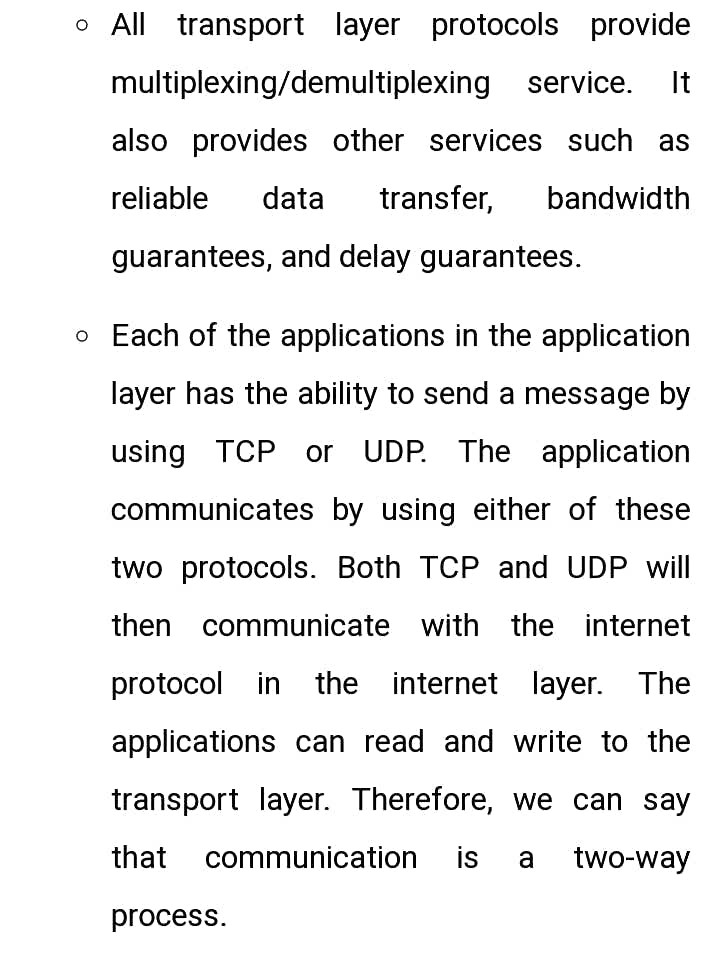 All transport layer protocols provide
multiplexing/demultiplexing service. It
also provides other services such as
reliable data transfer, bandwidth
guarantees, and delay guarantees.
Each of the applications in the application
layer has the ability to send a message by
using TCP or UDP. The application
communicates by using either of these
two protocols. Both TCP and UDP will
then communicate with the internet
protocol in the internet layer. The
applications can read and write to the
transport layer. Therefore, we can say
that communication is a two-way
process.